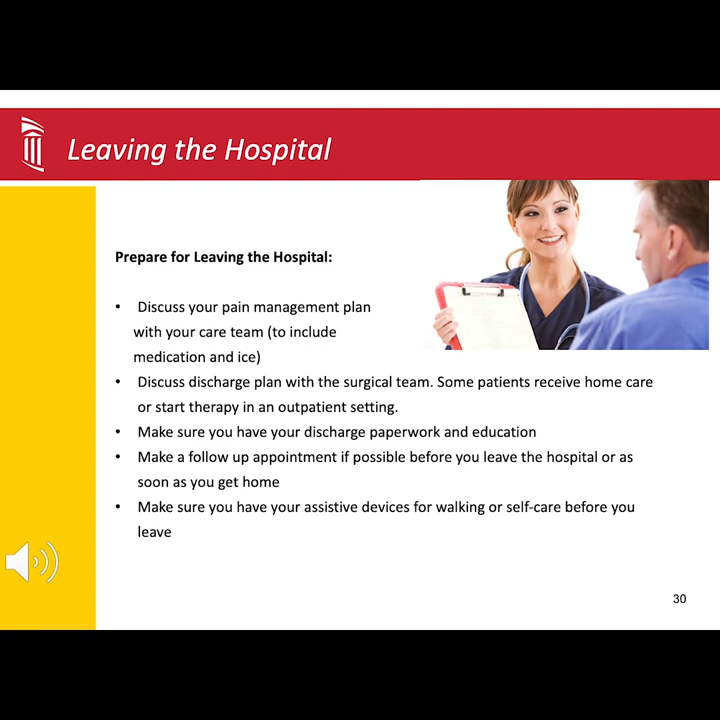 Leaving the Hospital
Prepare for Leaving the Hospital:
• Discuss your pain management plan
with your care team (to include
medication and ice)
• Discuss discharge plan with the surgical team. Some patients receive home care
or start therapy in an outpatient setting.
• Make sure you have your discharge paperwork and education
• Make a follow up appointment if possible before you leave the hospital or as
soon as you get home
• Make sure you have your assistive devices for walking or self-care before you
leave
30